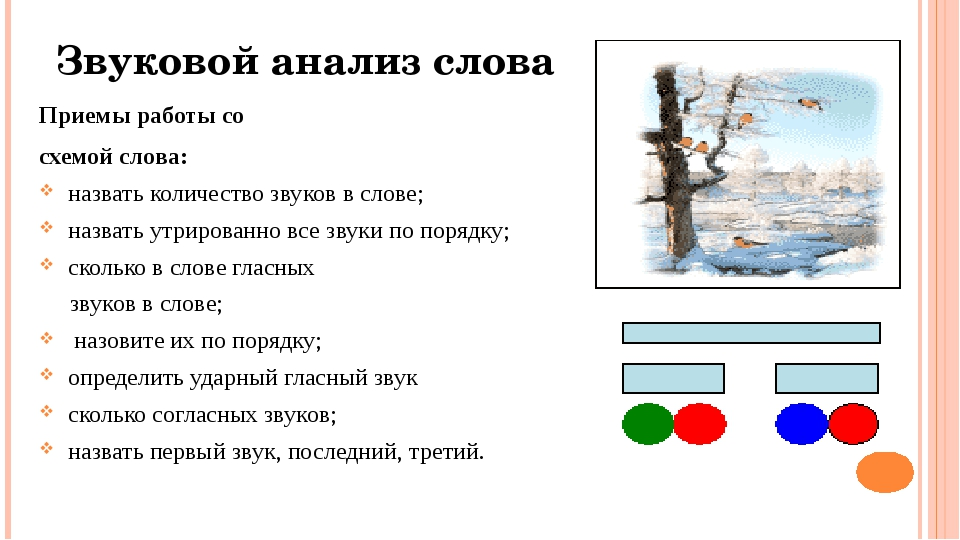 Звуковой анализ слова
Приемы работы со
схемой слова:
назвать количество звуков в слове;
назвать утрированно все звуки по порядку;
сколько в слове гласных
звуков в слове;
назовите их по порядку;
определить ударный гласный звук
сколько согласных звуков;
назвать первый звук, последний, третий.